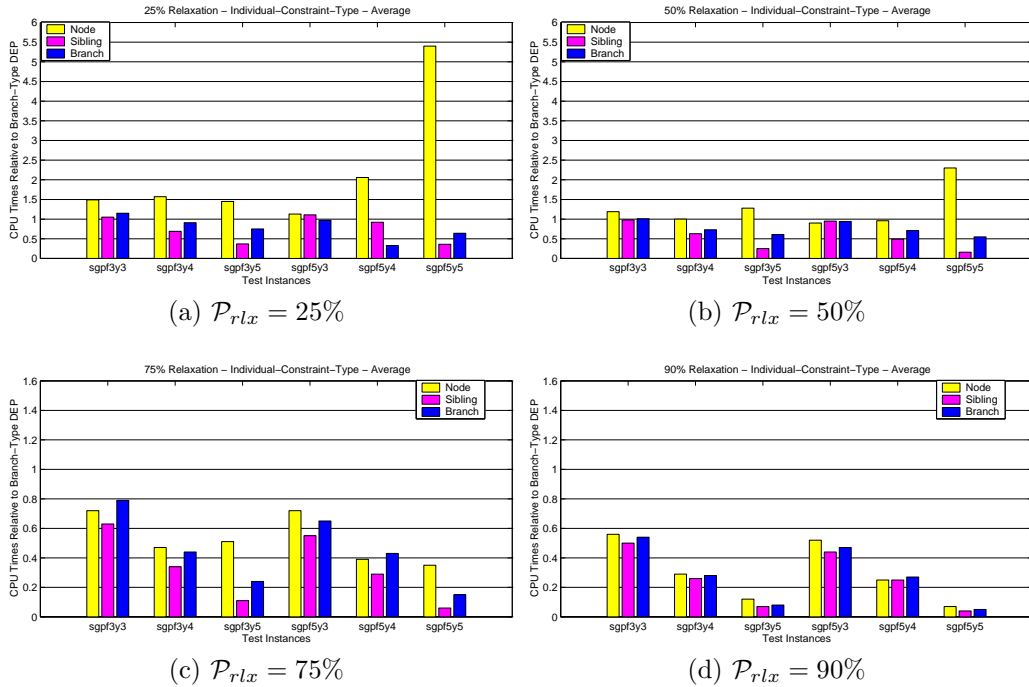 25% Relaxation − Individual−Constraint−Type − Average
CPU Times Relative to Branch−Type DEP
6
5.5
5
4.5
4
3.5
3
2.5
2
1.5
1
0.5
0
Node
Sibling
Branch
sgpf3y3 sgpf3y4 sgpf3y5 sgpf5y3 sgpf5y4 sgpf5y5
Test Instances
(a) 𝒫rlx = 25%
50% Relaxation − Individual−Constraint−Type − Average
CPU Times Relative to Branch−Type DEP
6
5.5
5
4.5
4
3.5
3
2.5
2
1.5
1
0.5
0
Node
Sibling
Branch
sgpf3y3 sgpf3y4 sgpf3y5 sgpf5y3 sgpf5y4 sgpf5y5
Test Instances
(b) 𝒫rlx = 50%
75% Relaxation − Individual−Constraint−Type − Average
CPU Times Relative to Branch−Type DEP
1.6
1.4
1.2
1
0.8
0.6
0.4
0.2
0
Node
Sibling
Branch
sgpf3y3 sgpf3y4 sgpf3y5 sgpf5y3 sgpf5y4 sgpf5y5
Test Instances
(c) 𝒫rlx = 75%
90% Relaxation − Individual−Constraint−Type − Average
CPU Times Relative to Branch−Type DEP
1.6
1.4
1.2
1
0.8
0.6
0.4
0.2
0
Node
Sibling
Branch
sgpf3y3 sgpf3y4 sgpf3y5 sgpf5y3 sgpf5y4 sgpf5y5
Test Instances
(d) 𝒫rlx = 90%